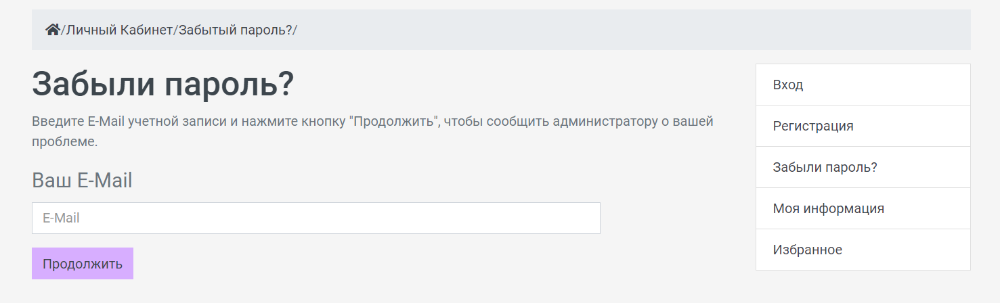 /Личный Кабинет/Забытый пароль?/
Забыли пароль?
Введите E-Mail учетной записи и нажмите кнопку "Продолжить", чтобы сообщить администратору о вашей
проблеме.
Ваш E-Mail
E-Mail
Продолжить
Вход
Регистрация
Забыли пароль?
Моя информация
Избранное